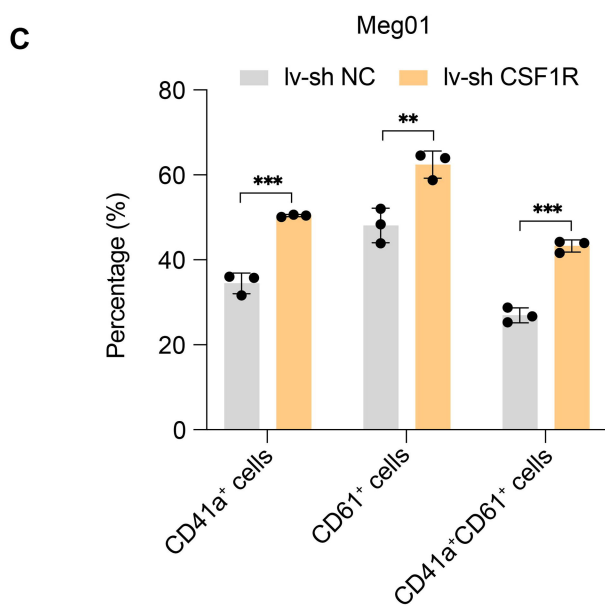 C
Meg01
lv-sh NC lv-sh CSF1R
Percentage (%)
80
60
40
20
0
***
**
***
CD41a⁺ cells
CD61⁺ cells
CD41a⁺CD61⁺ cells